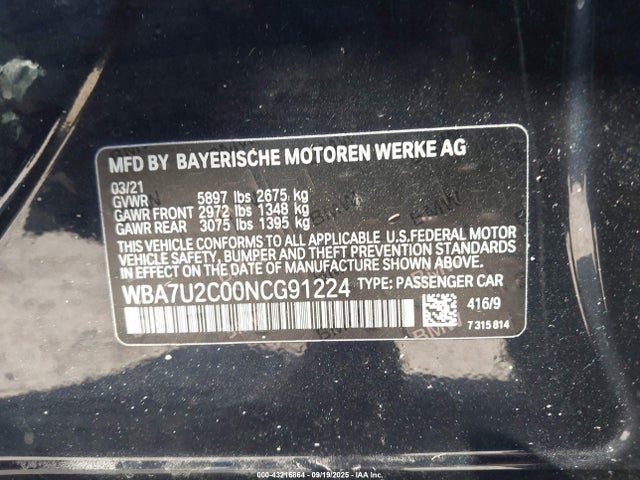 MFD BY BAYERISCHE MOTOREN WERKE AG
03/21
GVWR 5897 lbs 2675 kg
GAWR FRONT 2972 lbs 1348 kg
GAWR REAR 3075 lbs 1395 kg
THIS VEHICLE CONFORMS TO ALL APPLICABLE U.S.FEDERAL MOTOR
VEHICLE SAFETY, BUMPER AND THEFT PREVENTION STANDARDS
IN EFFECT ON THE DATE OF MANUFACTURE SHOWN ABOVE.
WBA7U2C00NCG91224 TYPE: PASSENGER CAR
416/9
7 315 814
000-43216864 - 09/19/2025 - © IAA Inc.